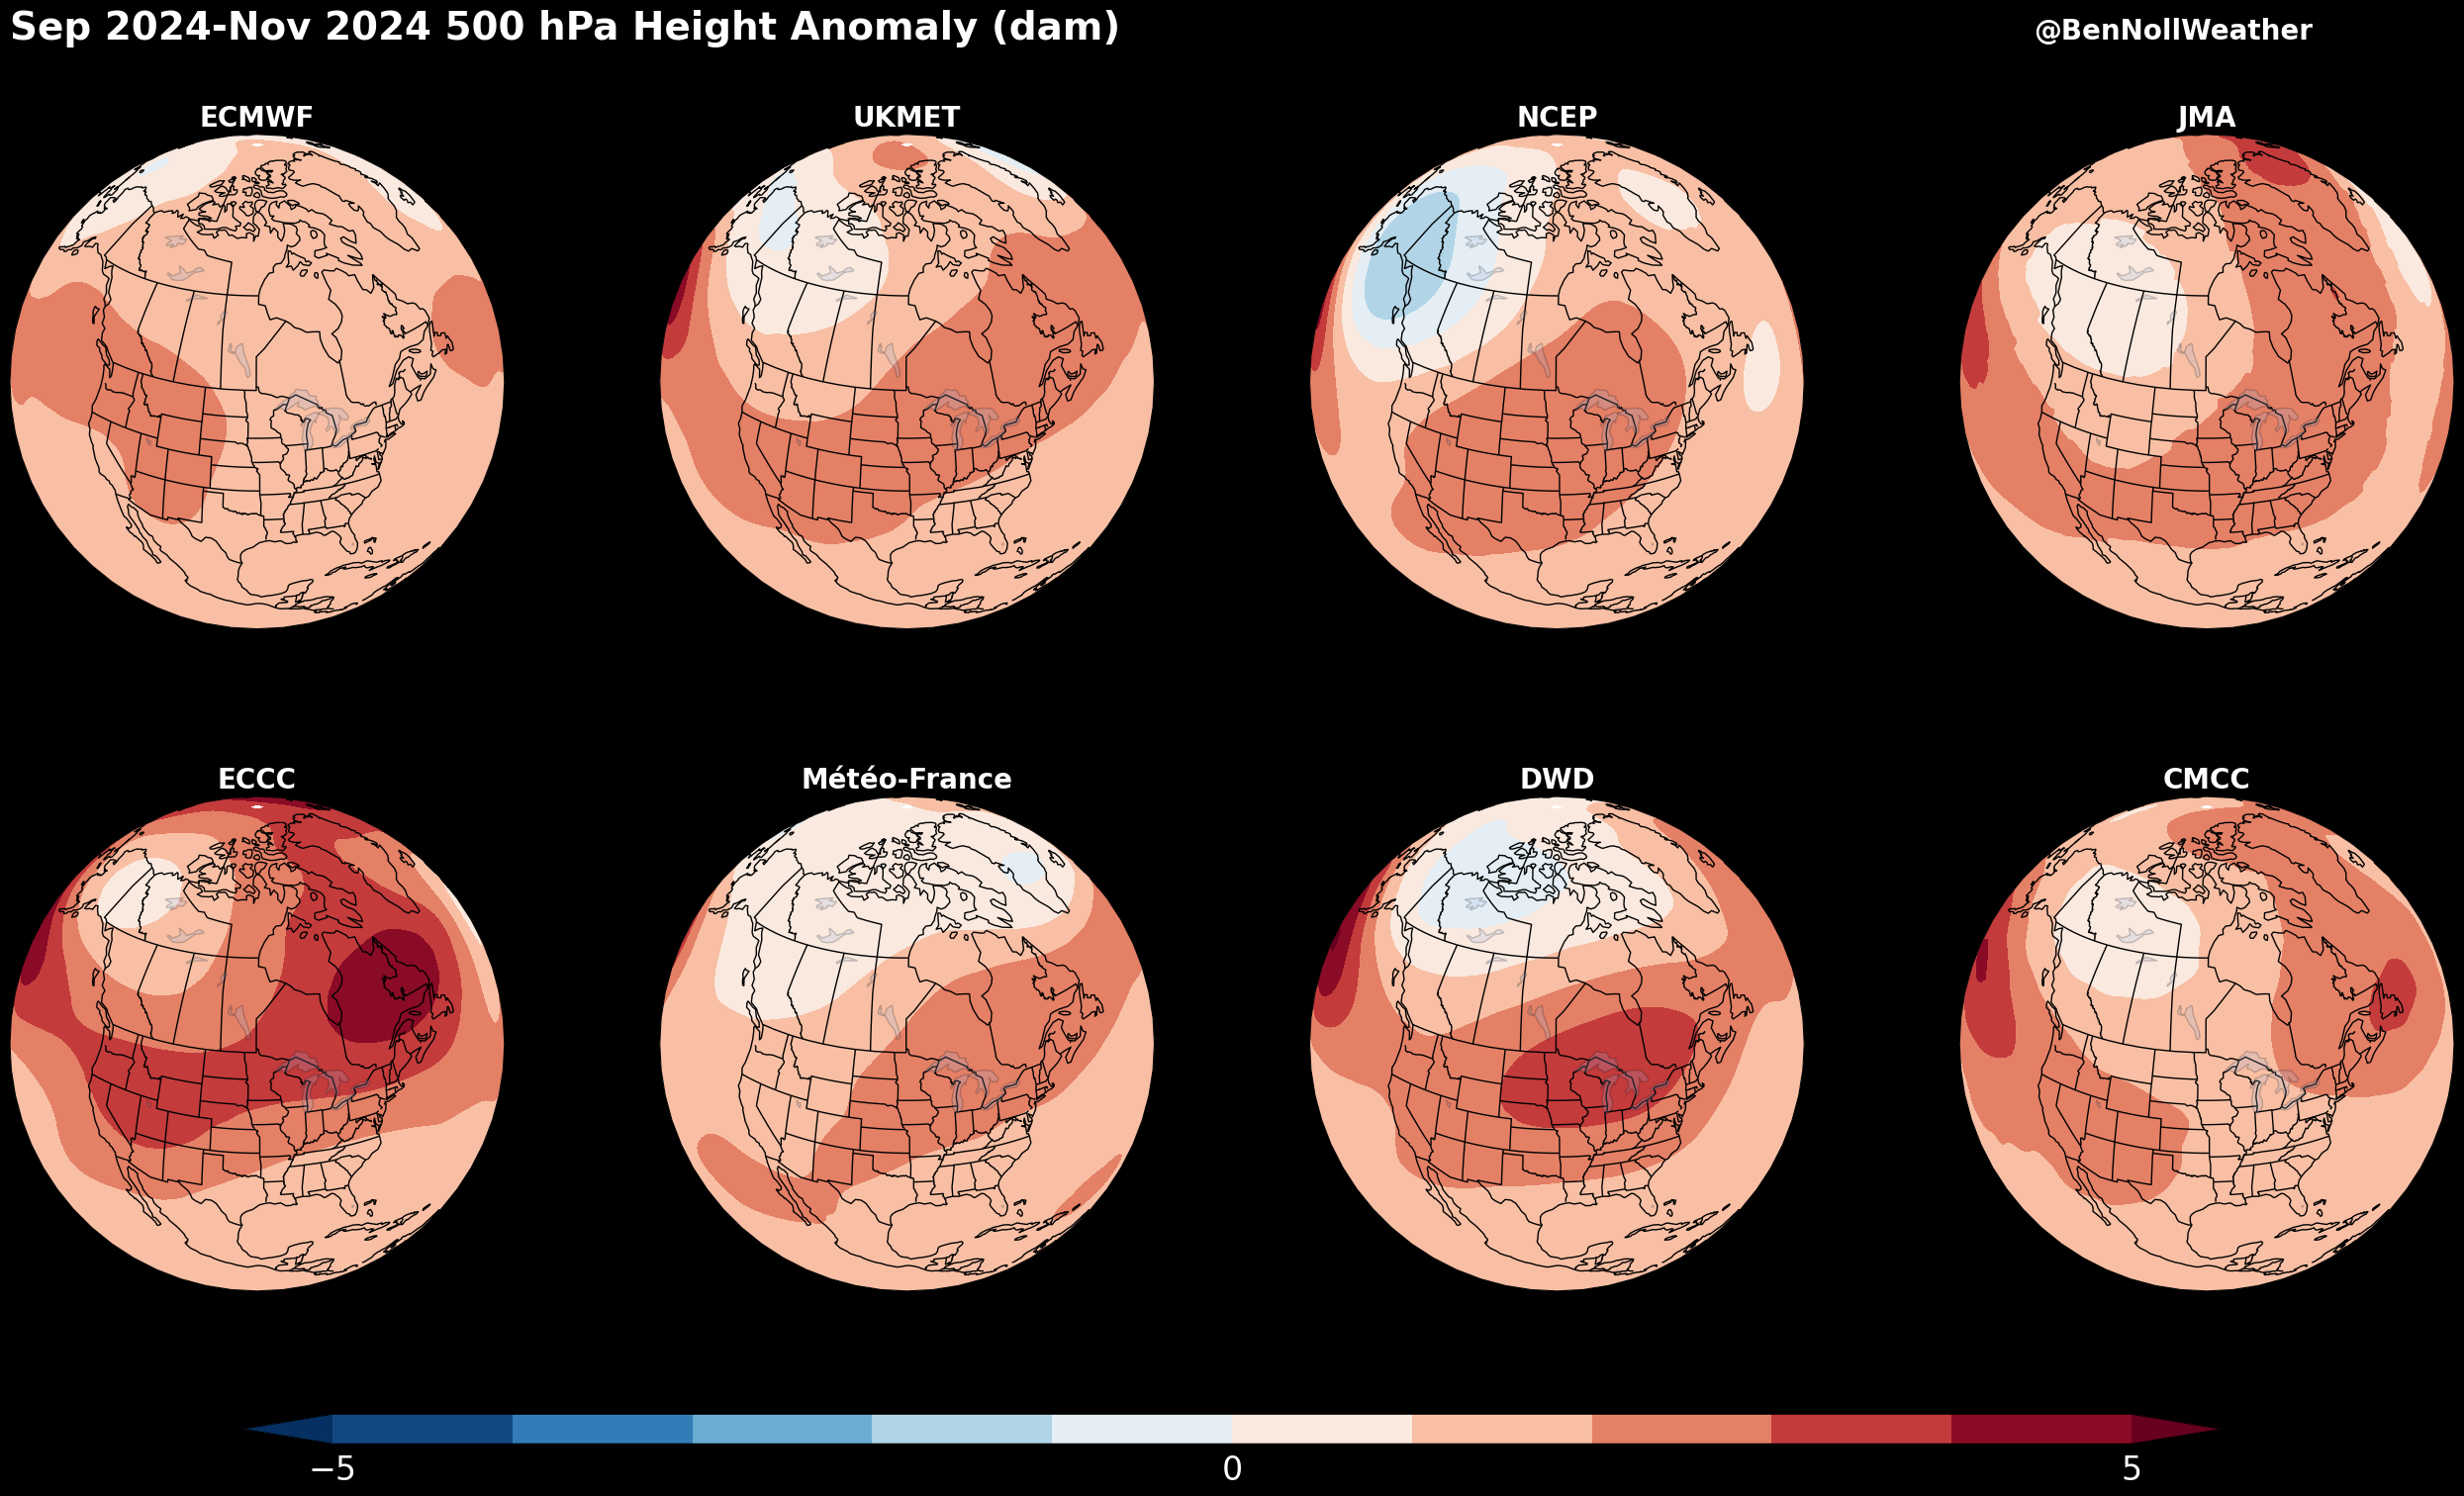 Sep 2024-Nov 2024 500 hPa Height Anomaly (dam)
@BenNollWeather
ECMWF
UKMET
NCEP
JMA
ECCC
Météo-France
DWD
CMCC
−5
0
5